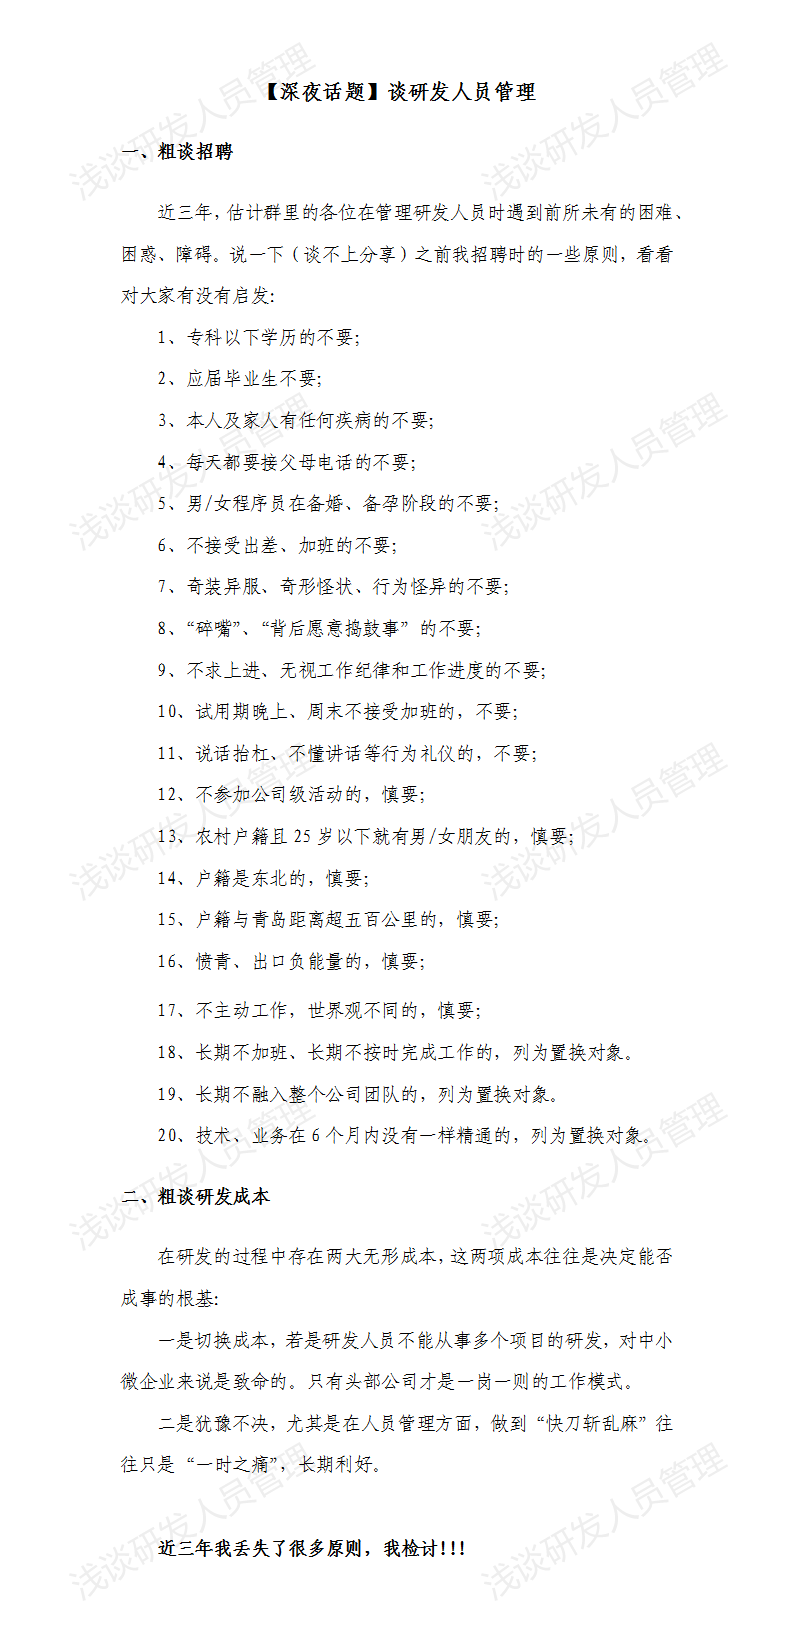 【深夜话题】谈研发人员管理
一、粗谈招聘
近三年，估计群里的各位在管理研发人员时遇到前所未有的困难、
困惑、障碍。说一下（谈不上分享）之前我招聘时的一些原则，看看
对大家有没有启发：
1、专科以下学历的不要；
2、应届毕业生不要；
3、本人及家人有任何疾病的不要；
4、每天都要接父母电话的不要；
5、男/女程序员在备婚、备孕阶段的不要；
6、不接受出差、加班的不要；
7、奇装异服、奇形怪状、行为怪异的不要；
8、“碎嘴”、“背后愿意捣鼓事” 的不要；
9、不求上进、无视工作纪律和工作进度的不要；
10、试用期晚上、周末不接受加班的，不要；
11、说话抬杠、不懂讲话等行为礼仪的，不要；
12、不参加公司级活动的，慎要；
13、农村户籍且 25 岁以下就有男/女朋友的，慎要；
14、户籍是东北的，慎要；
15、户籍与青岛距离超五百公里的，慎要；
16、愤青、出口负能量的，慎要；
17、不主动工作，世界观不同的，慎要；
18、长期不加班、长期不按时完成工作的，列为置换对象。
19、长期不融入整个公司团队的，列为置换对象。
20、技术、业务在 6 个月内没有一样精通的，列为置换对象。
二、粗谈研发成本
在研发的过程中存在两大无形成本，这两项成本往往是决定能否
成事的根基：
一是切换成本，若是研发人员不能从事多个项目的研发，对中小
微企业来说是致命的。只有头部公司才是一岗一则的工作模式。
二是犹豫不决，尤其是在人员管理方面，做到“快刀斩乱麻”往
往只是“一时之痛”，长期利好。
近三年我丢失了很多原则，我检讨！！！
浅谈研发人员管理
浅谈研发人员管理
浅谈研发人员管理
浅谈研发人员管理
浅谈研发人员管理
浅谈研发人员管理
浅谈研发人员管理
浅谈研发人员管理
浅谈研发人员管理
浅谈研发人员管理